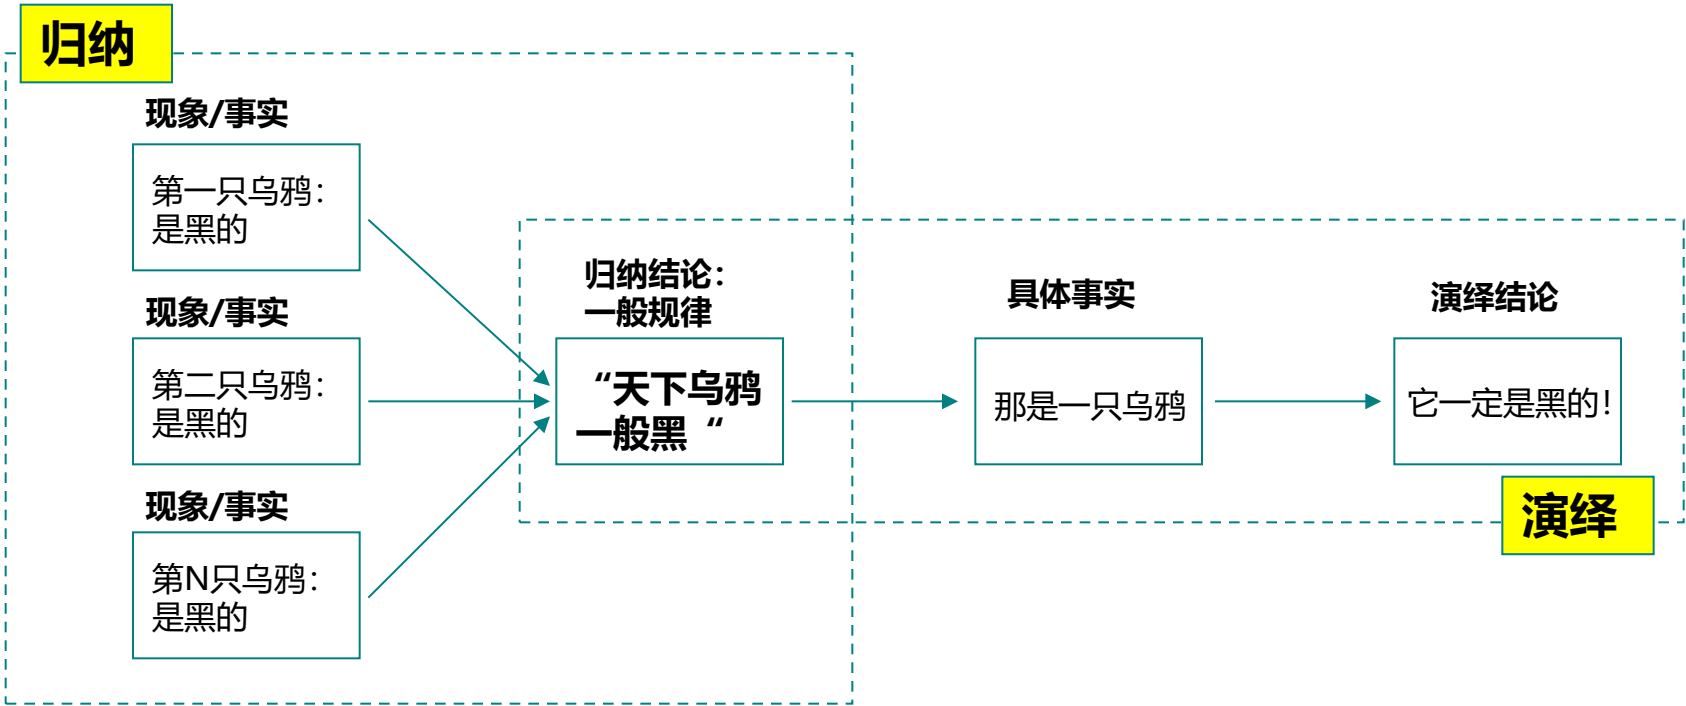 归纳
现象/事实
第一只乌鸦：
是黑的
现象/事实
第二只乌鸦：
是黑的
现象/事实
第N只乌鸦：
是黑的
归纳结论：
一般规律
“天下乌鸦
一般黑“
具体事实
那是一只乌鸦
演绎结论
它一定是黑的！
演绎